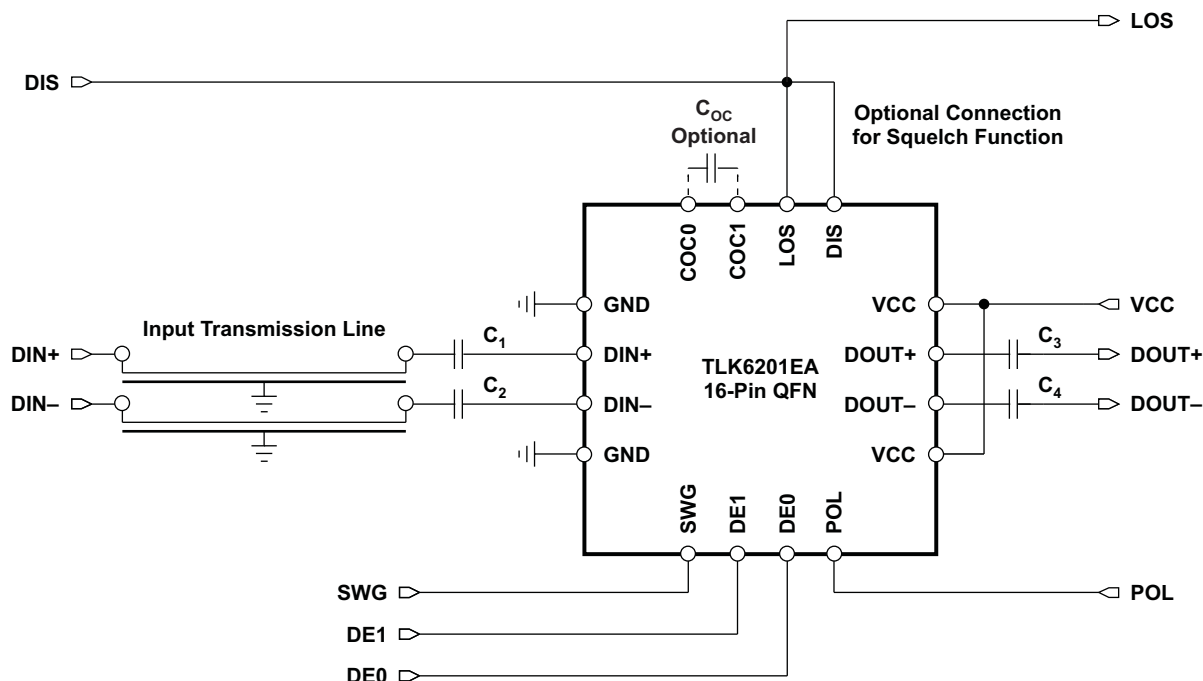 LOS
DIS
C_OC
Optional
Optional Connection
for Squelch Function
COC0
COC1
LOS
DIS
GND
VCC
VCC
Input Transmission Line
C1
C3
DIN+
DIN+
TLK6201EA
DOUT+
DOUT+
16-Pin QFN
C2
C4
DIN–
DIN–
DOUT–
DOUT–
GND
VCC
SWG
DE1
DE0
POL
SWG
POL
DE1
DE0